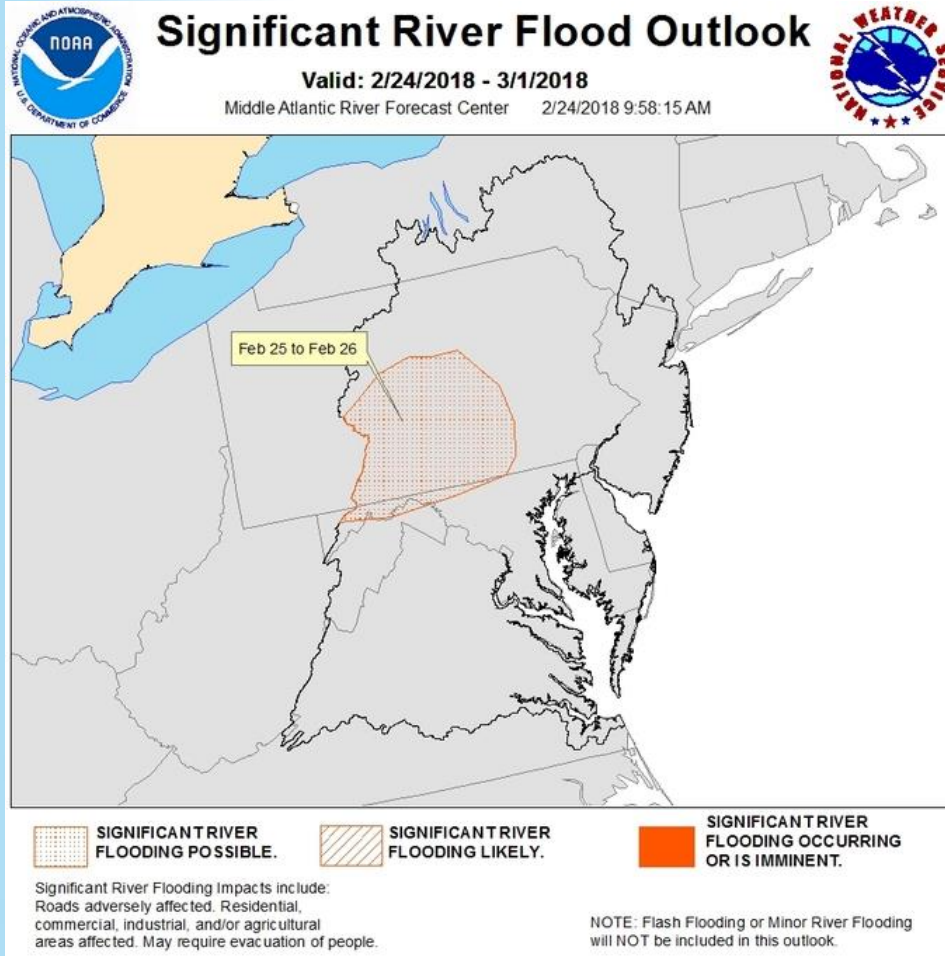 NATIONAL OCEANIC AND ATMOSPHERIC ADMINISTRATION
NOAA
U.S. DEPARTMENT OF COMMERCE
Significant River Flood Outlook
NATIONAL WEATHER SERVICE
Valid: 2/24/2018 - 3/1/2018
Middle Atlantic River Forecast Center 2/24/2018 9:58:15 AM
Feb 25 to Feb 26
SIGNIFICANT RIVER
FLOODING POSSIBLE.
SIGNIFICANT RIVER
FLOODING LIKELY.
SIGNIFICANT RIVER
FLOODING OCCURRING
OR IS IMMINENT.
Significant River Flooding Impacts include:
Roads adversely affected. Residential,
commercial, industrial, and/or agricultural
areas affected. May require evacuation of people.
NOTE: Flash Flooding or Minor River Flooding
will NOT be included in this outlook.